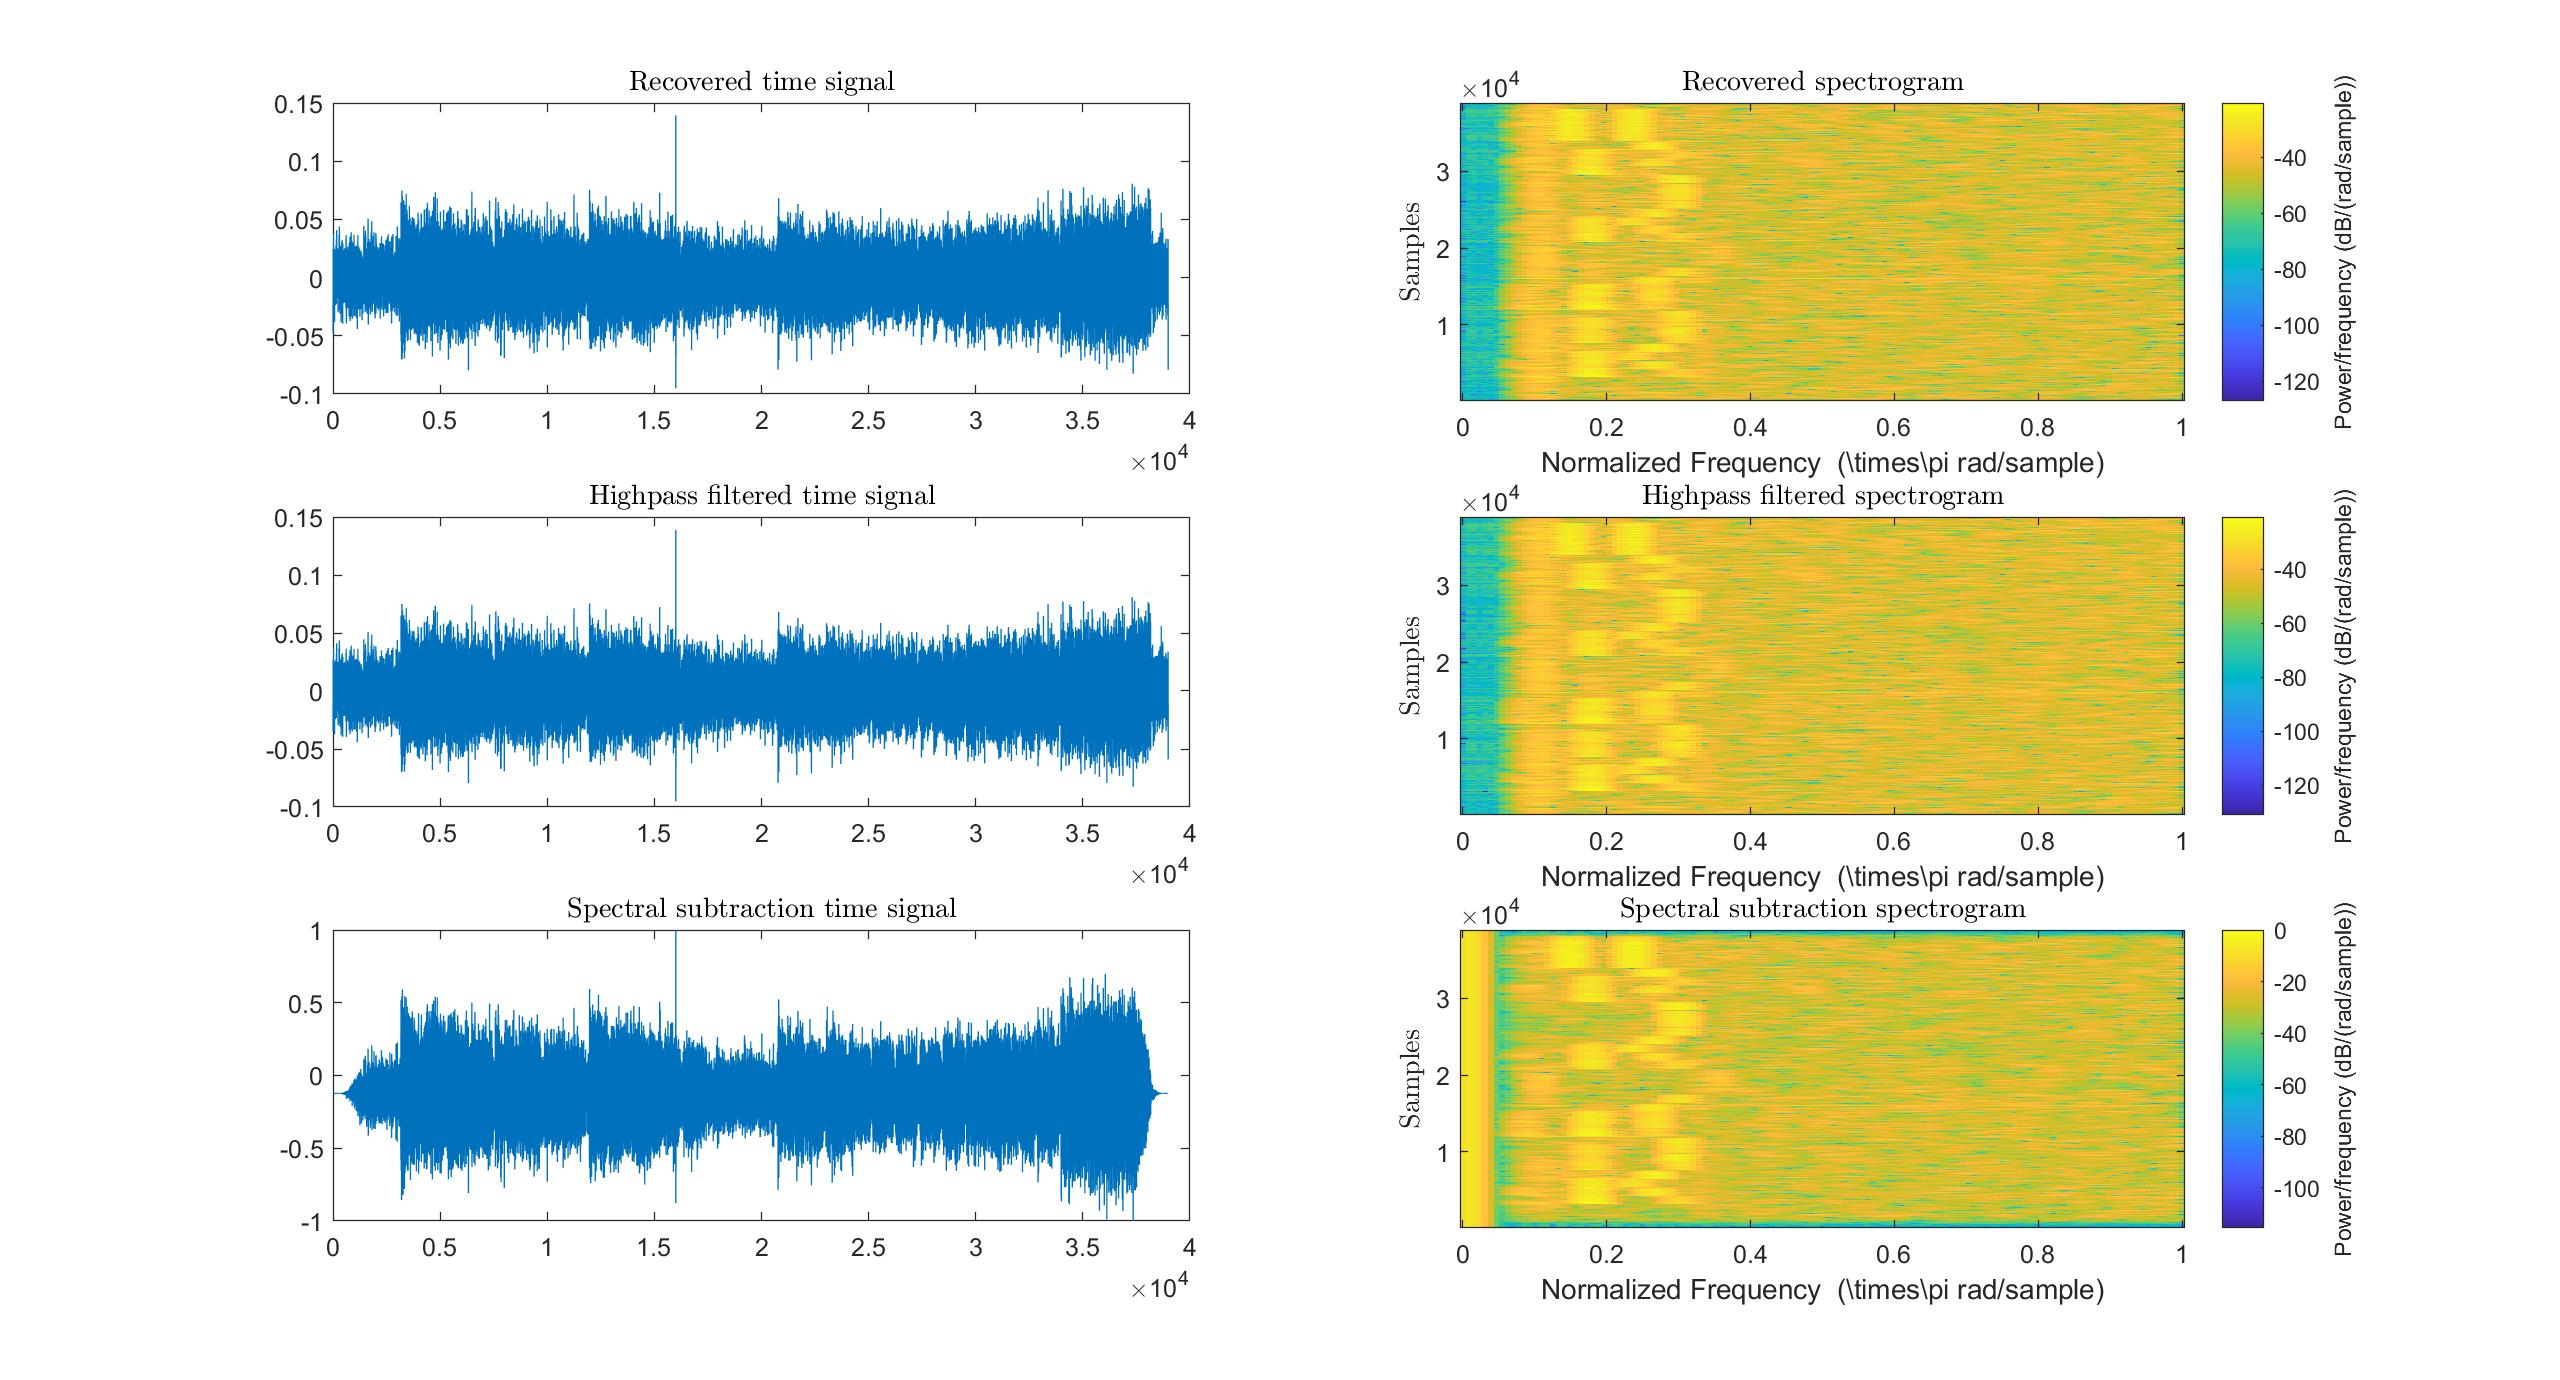 Recovered time signal
0.15
0.1
0.05
0
-0.05
-0.1
0 0.5 1 1.5 2 2.5 3 3.5 4
×10^4
Recovered spectrogram
×10^4
3
2
1
Samples
0 0.2 0.4 0.6 0.8 1
Normalized Frequency (\times\pi rad/sample)
-40
-60
-80
-100
-120
Power/frequency (dB/(rad/sample))
Highpass filtered time signal
0.15
0.1
0.05
0
-0.05
-0.1
0 0.5 1 1.5 2 2.5 3 3.5 4
×10^4
Highpass filtered spectrogram
×10^4
3
2
1
Samples
0 0.2 0.4 0.6 0.8 1
Normalized Frequency (\times\pi rad/sample)
-40
-60
-80
-100
-120
Power/frequency (dB/(rad/sample))
Spectral subtraction time signal
1
0.5
0
-0.5
-1
0 0.5 1 1.5 2 2.5 3 3.5 4
×10^4
Spectral subtraction spectrogram
×10^4
3
2
1
Samples
0 0.2 0.4 0.6 0.8 1
Normalized Frequency (\times\pi rad/sample)
0
-20
-40
-60
-80
-100
Power/frequency (dB/(rad/sample))